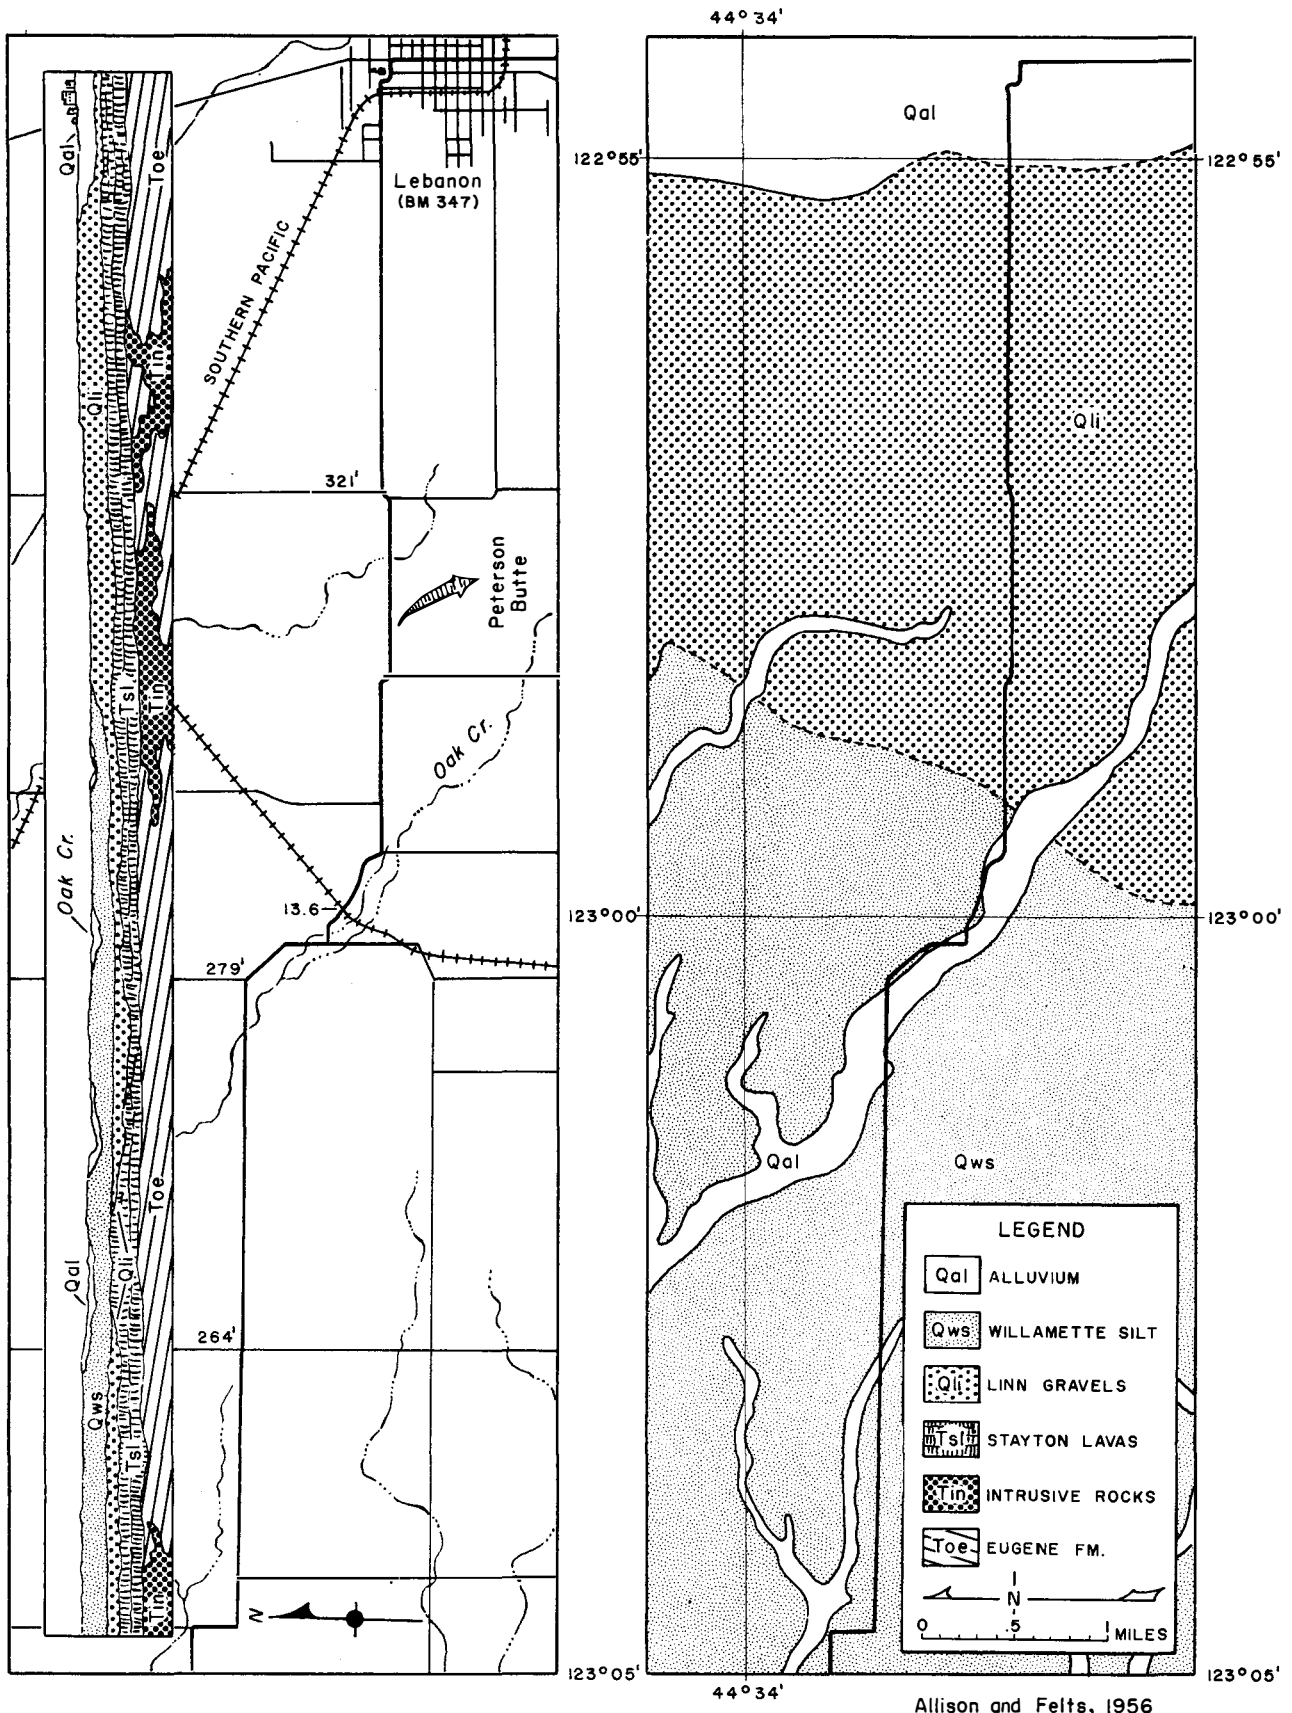 44° 34'
Qal
Qal
Toe
122° 55'
122° 55'
Lebanon
(BM 347)
SOUTHERN PACIFIC
Tin
Qli
Qli
321'
Peterson
Butte
Tsl
Tin
Oak Cr.
Oak Cr.
13.6
123° 00'
123° 00'
279'
Qal
Qws
Toe
Qli
Qal
264'
Qws
Tsl
Tin
N
LEGEND
Qal ALLUVIUM
Qws WILLAMETTE SILT
Qli LINN GRAVELS
Tsl STAYTON LAVAS
Tin INTRUSIVE ROCKS
Toe EUGENE FM.
N
0 .5 1 MILES
123° 05'
123° 05'
44° 34'
Allison and Felts, 1956